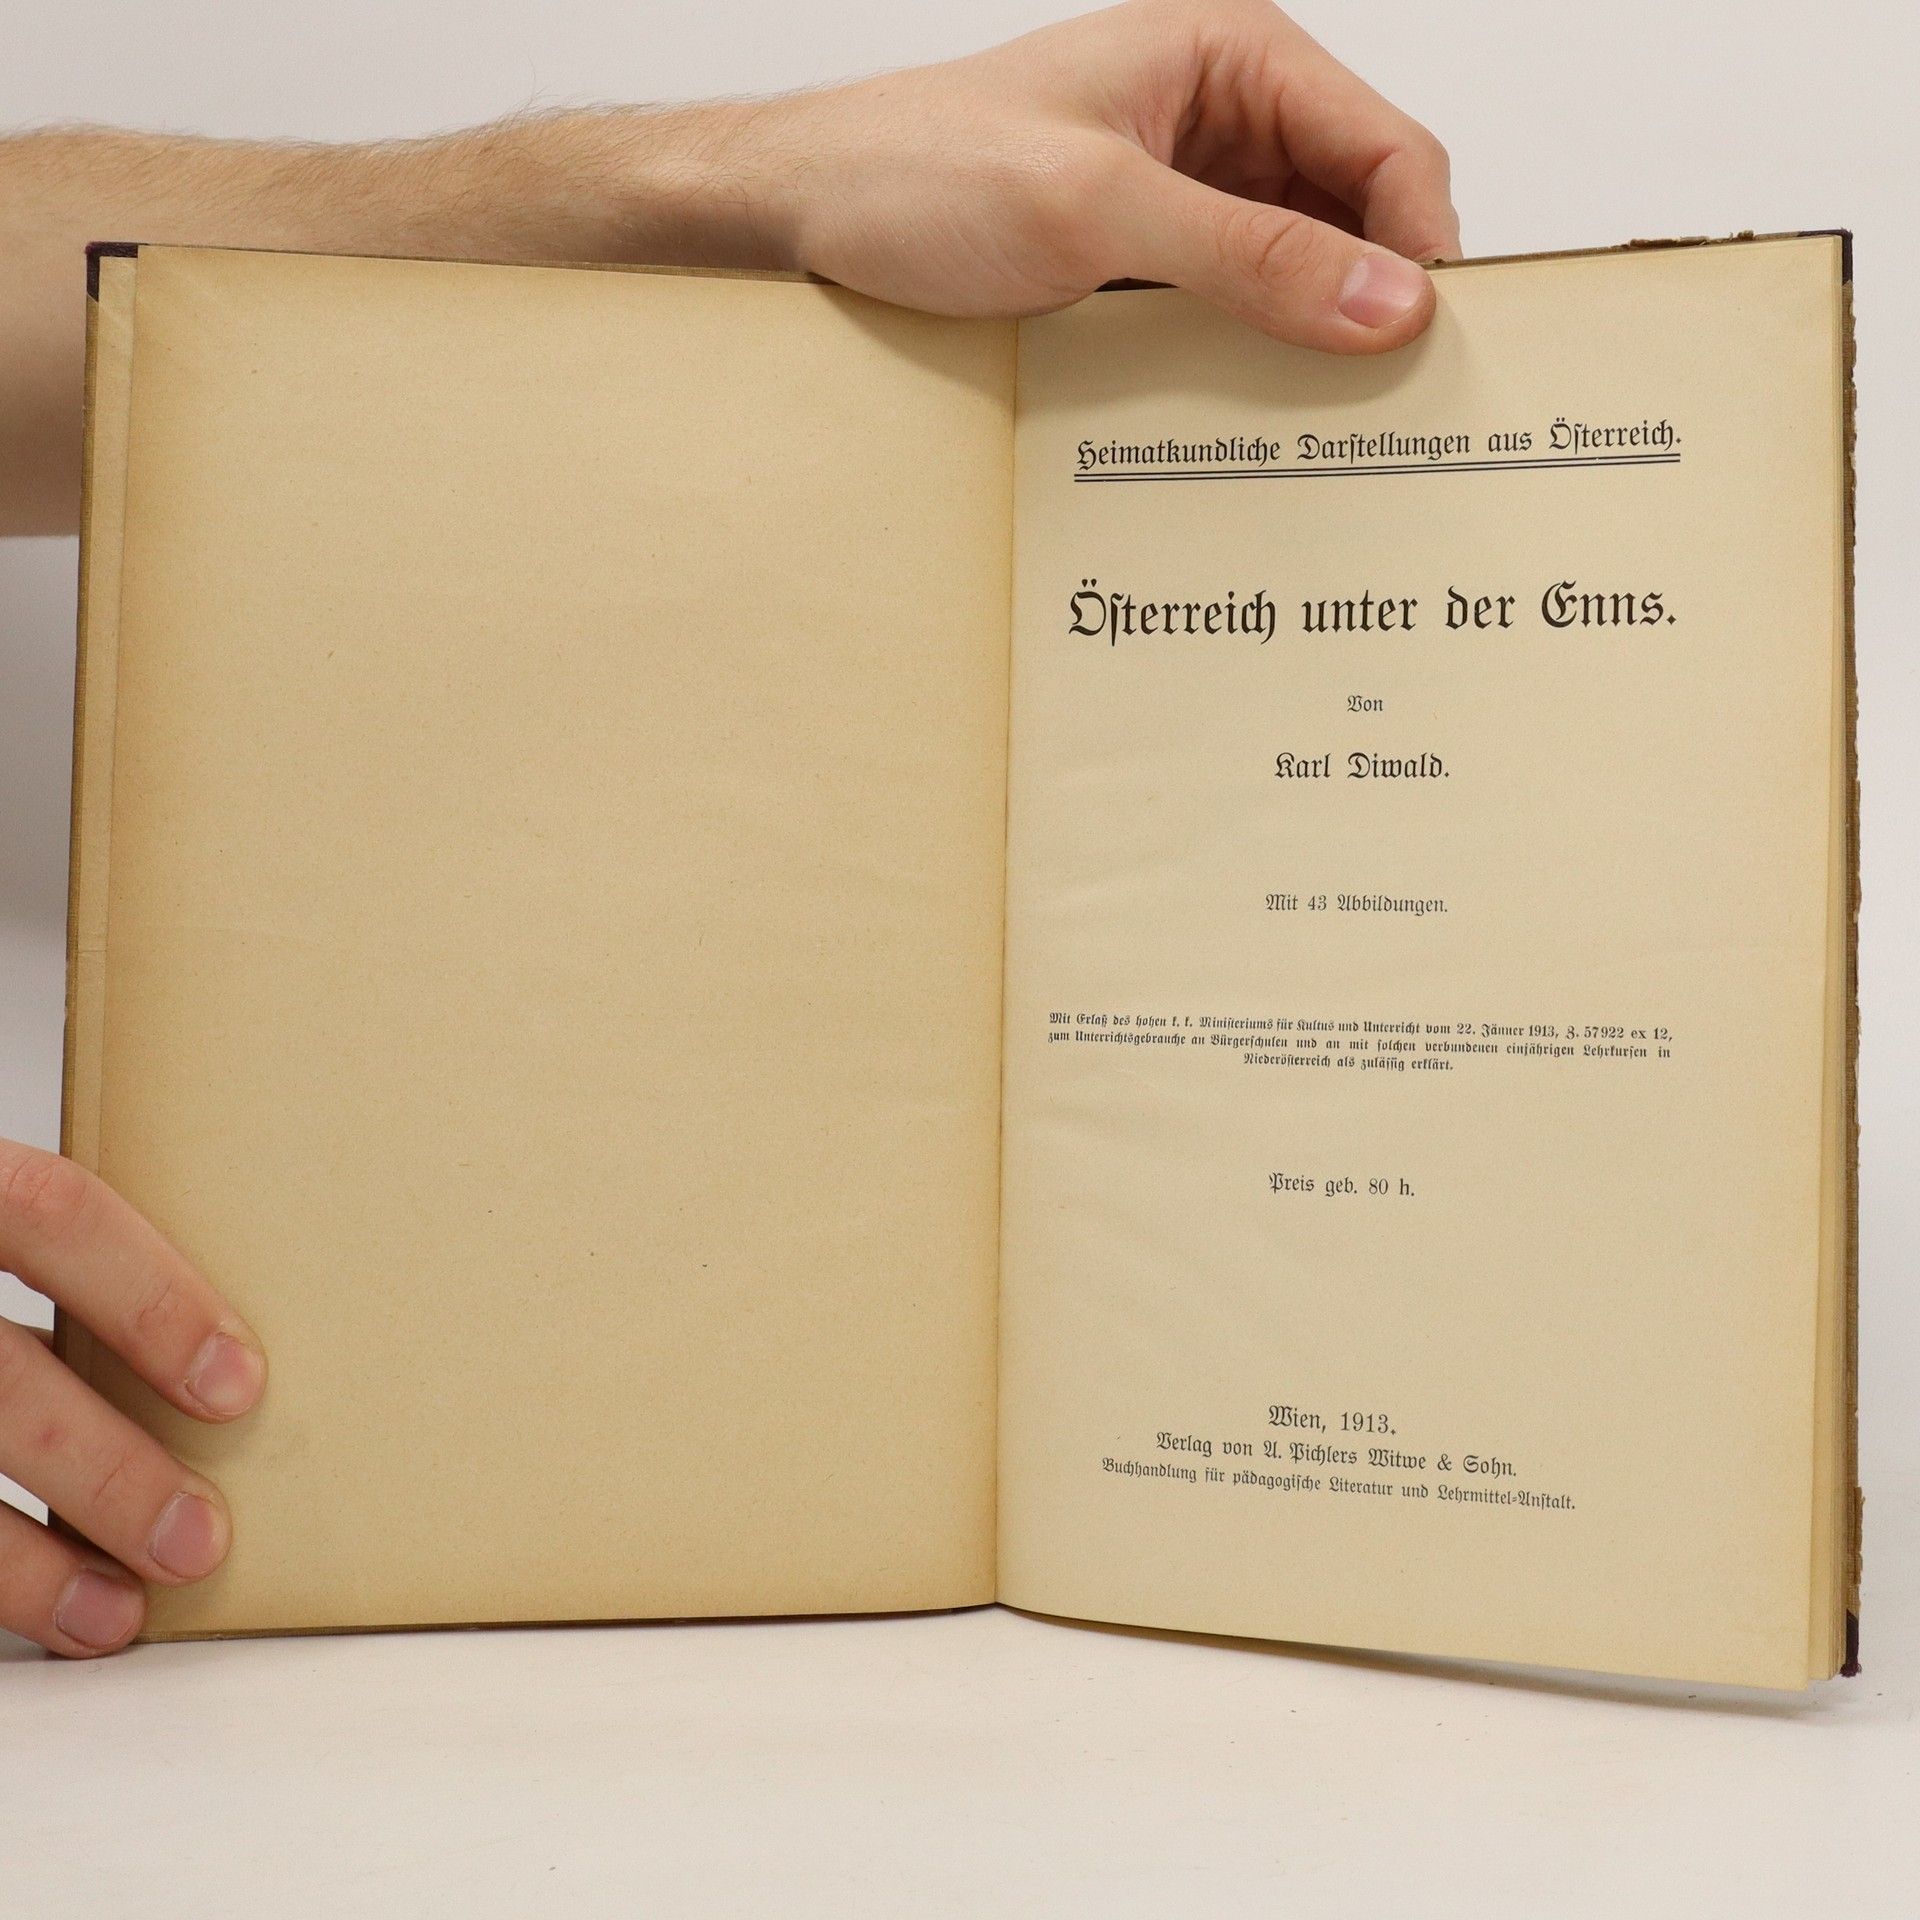 Heimatkundliche Darſtellungen aus Öſterreich.
Öſterreich unter der Enns.
Von
Karl Diwald.
Mit 43 Abbildungen.
Mit Erlaß des hohen k. k. Miniſteriums für Kultus und Unterricht vom 22. Jänner 1913, Z. 57922 ex 12,
zum Unterrichtsgebrauche an Bürgerſchulen und an mit ſolchen verbundenen einjährigen Lehrkurſen in
Niederöſterreich als zuläſſig erklärt.
Preis geb. 80 h.
Wien, 1913.
Verlag von A. Pichlers Witwe & Sohn.
Buchhandlung für pädagogiſche Literatur und Lehrmittel-Anſtalt.